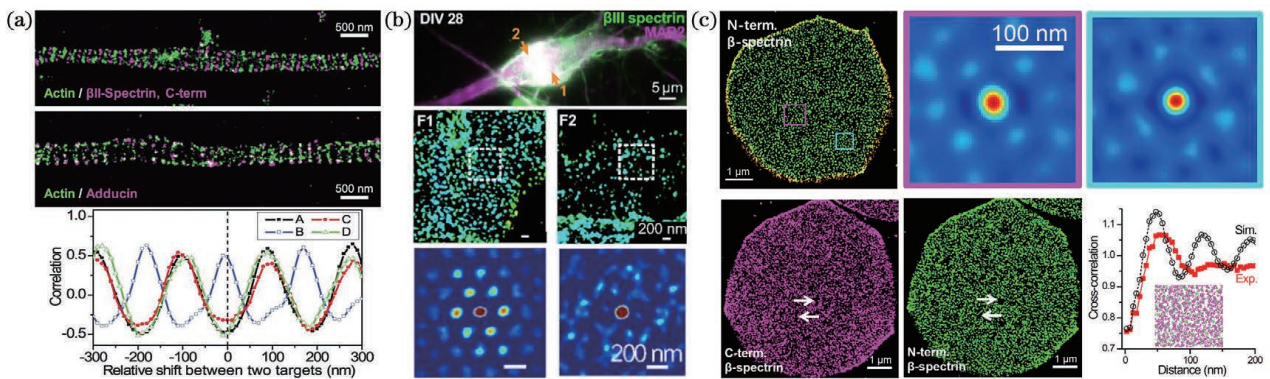 (a)
500 nm
Actin / βII-Spectrin, C-term
500 nm
Actin / Adducin
1.0
0.5
0.0
-0.5
Correlation
A
C
B
D
-300
-200
-100
0
100
200
300
Relative shift between two targets (nm)
(b)
DIV 28
βIII spectrin
MAP2
2
1
5 μm
F1
F2
200 nm
200 nm
(c)
N-term.
β-spectrin
1 μm
100 nm
C-term.
β-spectrin
1 μm
N-term.
β-spectrin
1 μm
1.1
1.0
0.9
0.8
0.7
Cross-correlation
Sim.
Exp.
0
50
100
150
200
Distance (nm)